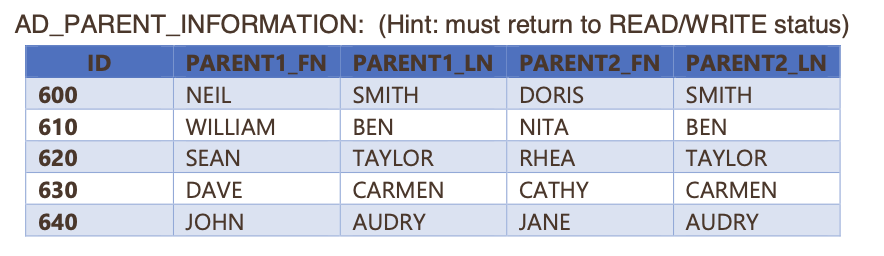 AD_PARENT_INFORMATION: (Hint: must return to READ/WRITE status)
ID PARENT1_FN PARENT1_LN PARENT2_FN PARENT2_LN
600 NEIL SMITH DORIS SMITH
610 WILLIAM BEN NITA BEN
620 SEAN TAYLOR RHEA TAYLOR
630 DAVE CARMEN CATHY CARMEN
640 JOHN AUDRY JANE AUDRY